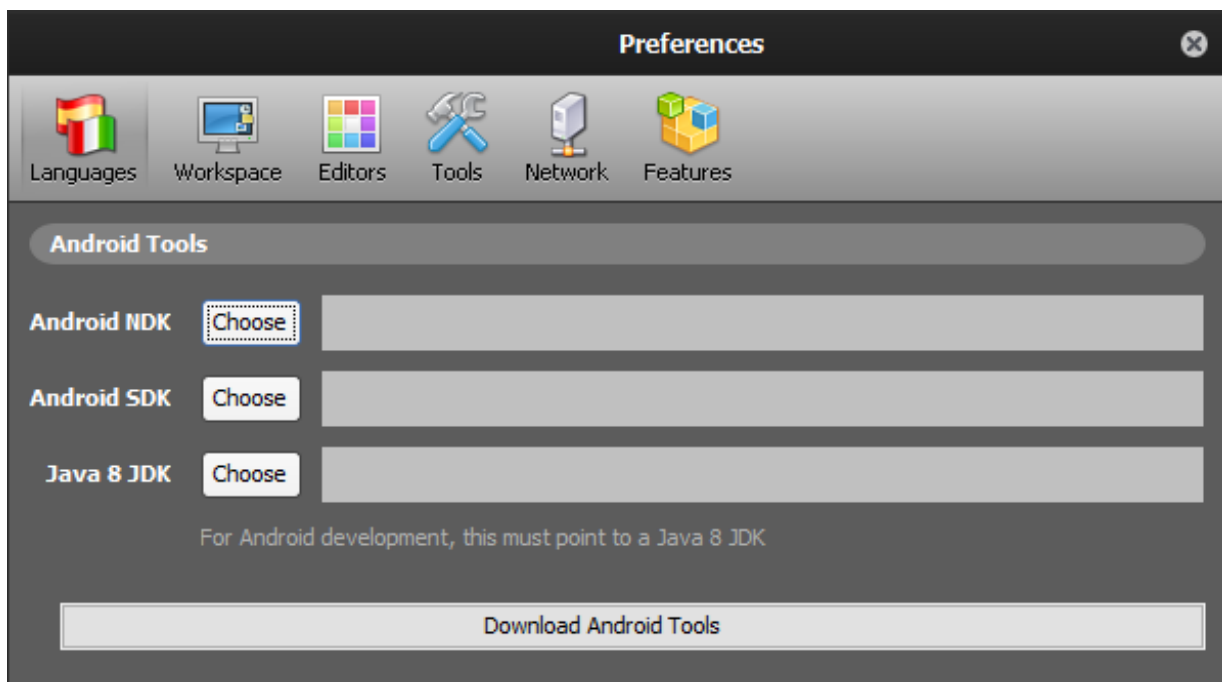 Preferences
Languages Workspace Editors Tools Network Features
Android Tools
Android NDK Choose
Android SDK Choose
Java 8 JDK Choose
For Android development, this must point to a Java 8 JDK
Download Android Tools